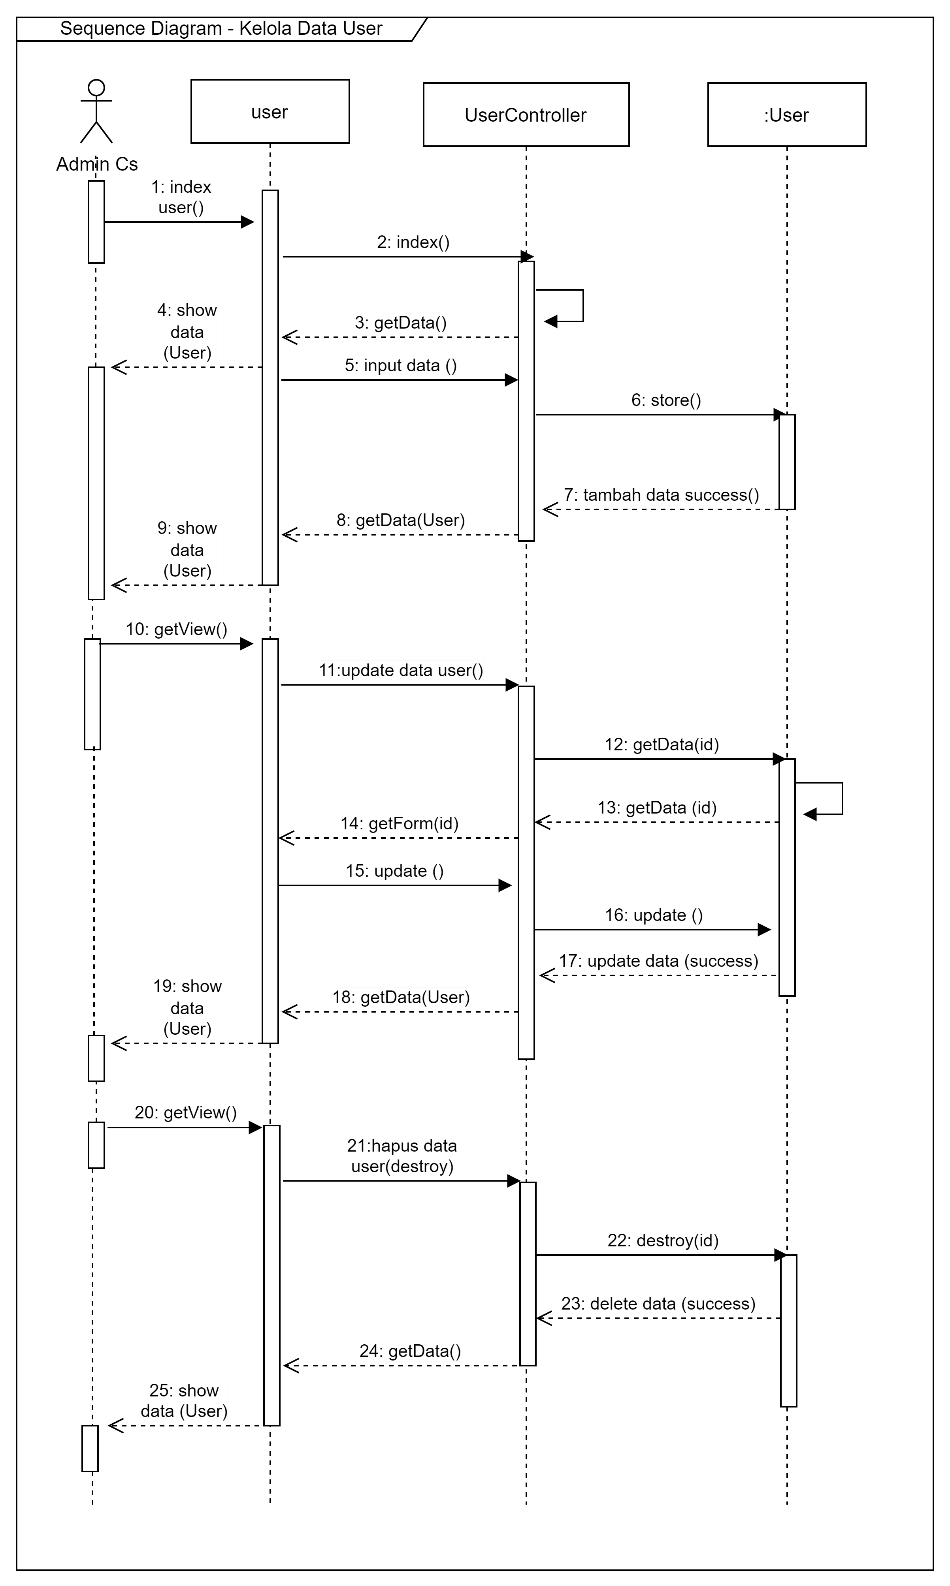 Sequence Diagram - Kelola Data User
user
UserController
:User
Admin Cs
1: index
user()
2: index()
3: getData()
4: show
data
(User)
5: input data ()
6: store()
7: tambah data success()
8: getData(User)
9: show
data
(User)
10: getView()
11:update data user()
12: getData(id)
13: getData (id)
14: getForm(id)
15: update ()
16: update ()
17: update data (success)
18: getData(User)
19: show
data
(User)
20: getView()
21:hapus data
user(destroy)
22: destroy(id)
23: delete data (success)
24: getData()
25: show
data (User)